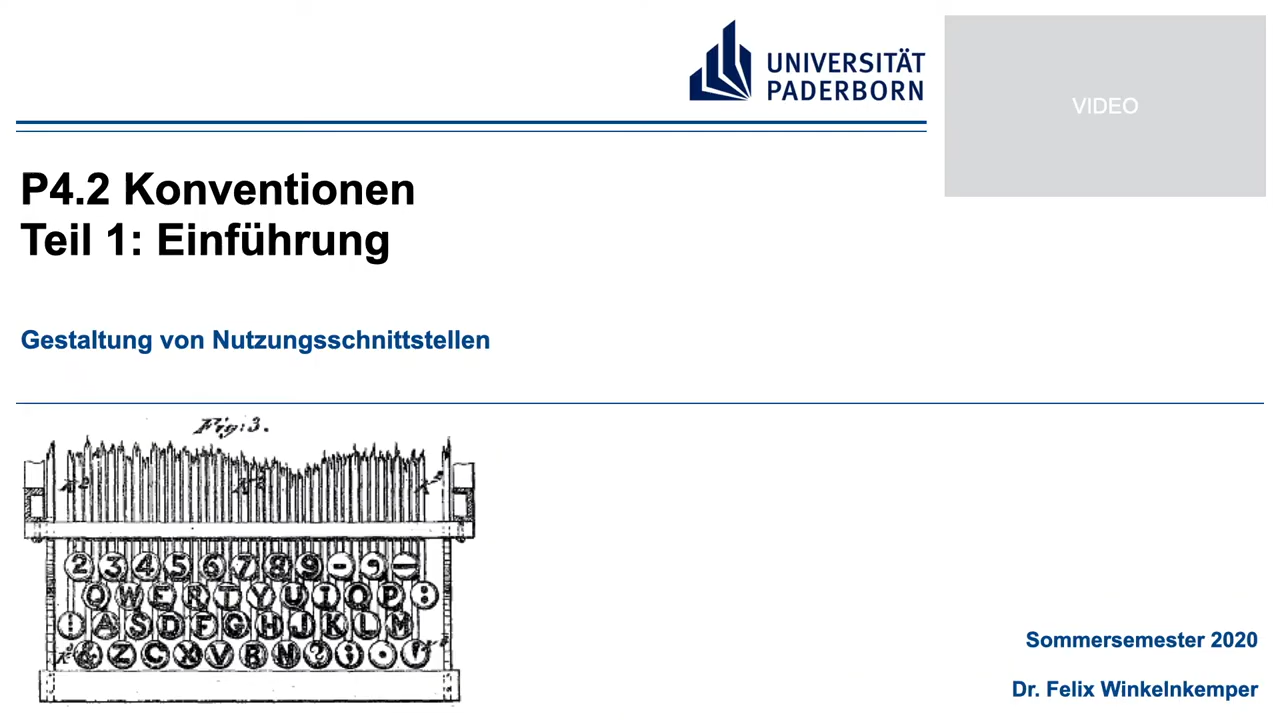 UNIVERSITÄT
PADERBORN
VIDEO
P4.2 Konventionen
Teil 1: Einführung
Gestaltung von Nutzungsschnittstellen
Fig: 3.
2 3 4 5 6 7 8 9 - , —
Q W E R T Y U I O P :
A S D F G H J K L M
& Z C X V B N ? ; . !
Sommersemester 2020
Dr. Felix Winkelnkemper